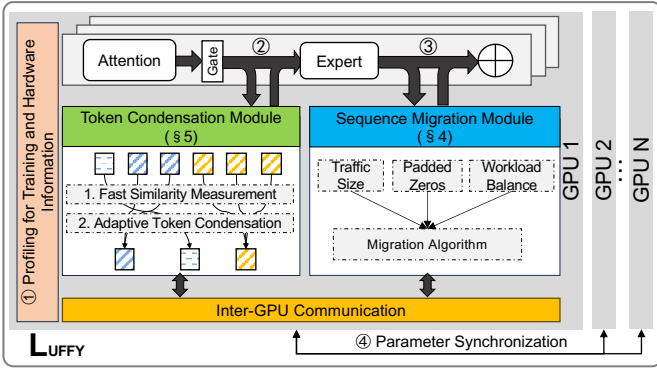 ① Profiling for Training and Hardware
Information
Attention
Gate
②
Expert
③
Token Condensation Module
(§5)
1. Fast Similarity Measurement
2. Adaptive Token Condensation
Sequence Migration Module
(§4)
Traffic
Size
Padded
Zeros
Workload
Balance
Migration Algorithm
Inter-GPU Communication
GPU 1
GPU 2
...
GPU N
LUFFY
④ Parameter Synchronization